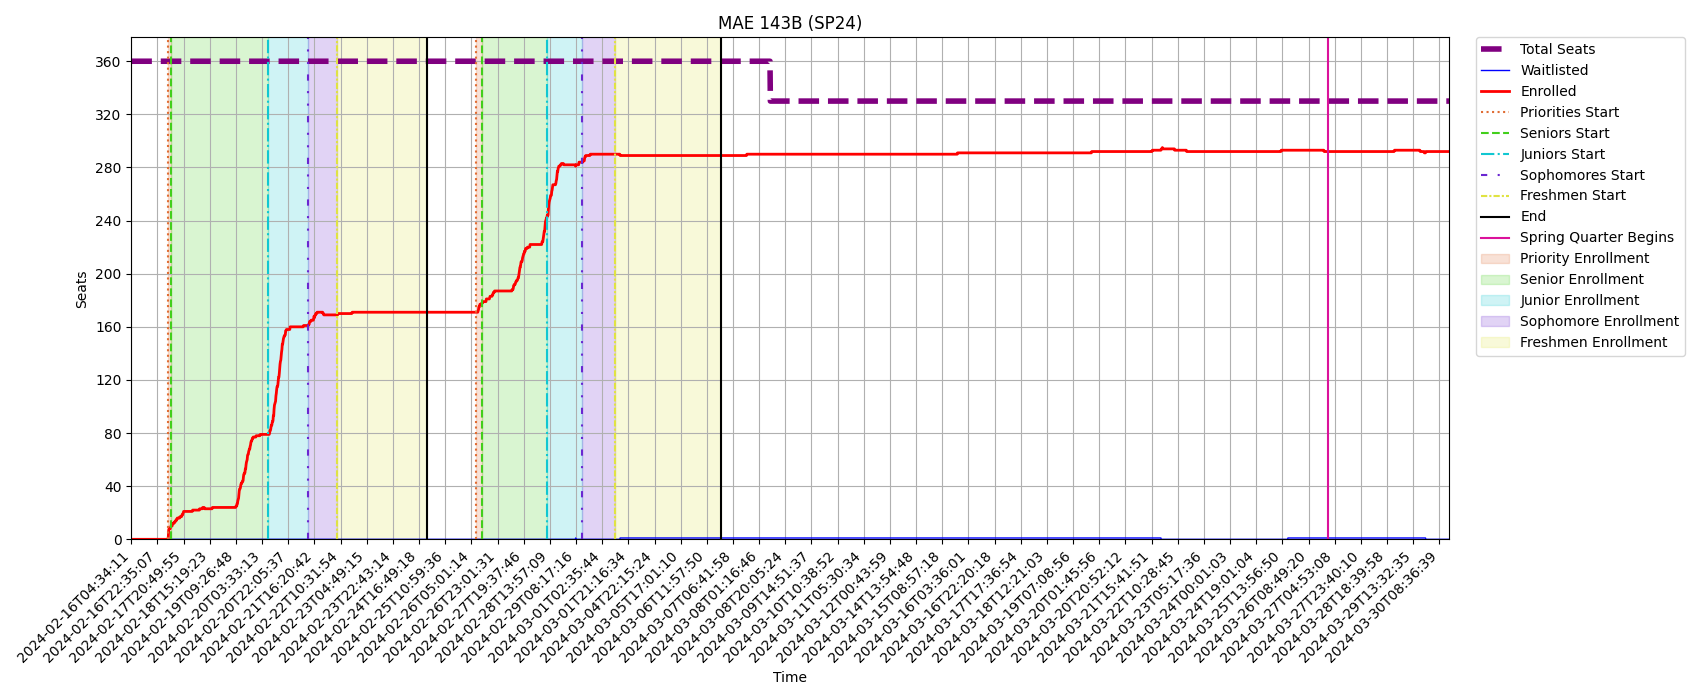 MAE 143B (SP24)
Seats
360
320
280
240
200
160
120
80
40
0
2024-02-16T04:34:11
2024-02-16T22:35:07
2024-02-17T20:49:55
2024-02-18T15:19:23
2024-02-19T09:26:48
2024-02-20T03:33:13
2024-02-20T22:05:37
2024-02-21T16:20:42
2024-02-22T10:31:54
2024-02-23T04:49:15
2024-02-23T22:43:14
2024-02-24T16:49:18
2024-02-25T10:59:36
2024-02-26T05:01:14
2024-02-26T23:01:31
2024-02-27T19:37:46
2024-02-28T13:57:09
2024-02-29T08:17:16
2024-03-01T02:35:44
2024-03-01T21:16:34
2024-03-04T22:15:24
2024-03-05T17:01:10
2024-03-06T11:57:50
2024-03-07T06:41:58
2024-03-08T01:16:46
2024-03-08T20:05:24
2024-03-09T14:51:37
2024-03-10T10:38:52
2024-03-11T05:30:34
2024-03-12T00:43:59
2024-03-14T13:54:48
2024-03-15T08:57:18
2024-03-16T03:36:01
2024-03-16T22:20:18
2024-03-17T17:36:54
2024-03-18T12:21:03
2024-03-19T07:08:56
2024-03-20T01:45:56
2024-03-20T20:52:12
2024-03-21T15:41:51
2024-03-22T10:28:45
2024-03-23T05:17:36
2024-03-24T00:01:03
2024-03-24T19:01:04
2024-03-25T13:56:50
2024-03-26T08:49:20
2024-03-27T04:53:08
2024-03-27T23:40:10
2024-03-28T18:39:58
2024-03-29T13:32:35
2024-03-30T08:36:39
Time
Total Seats
Waitlisted
Enrolled
Priorities Start
Seniors Start
Juniors Start
Sophomores Start
Freshmen Start
End
Spring Quarter Begins
Priority Enrollment
Senior Enrollment
Junior Enrollment
Sophomore Enrollment
Freshmen Enrollment